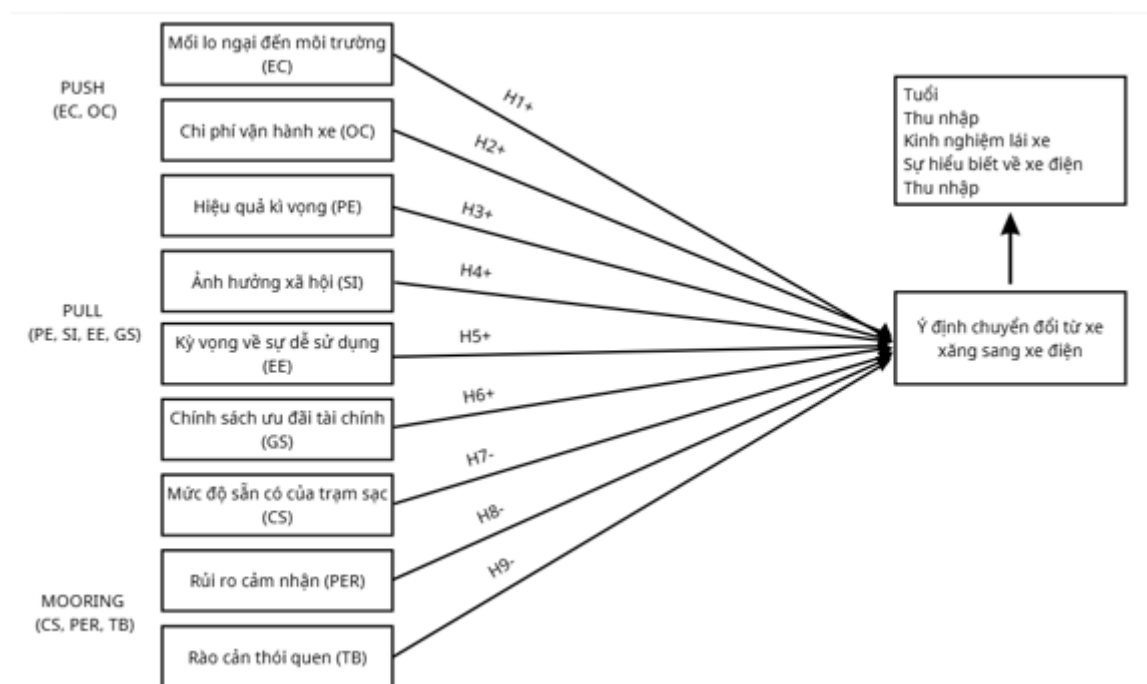 PUSH
(EC, OC)
PULL
(PE, SI, EE, GS)
MOORING
(CS, PER, TB)
Mối lo ngại đến môi trường
(EC)
Chi phí vận hành xe (OC)
Hiệu quả kì vọng (PE)
Ảnh hưởng xã hội (SI)
Kỳ vọng về sự dễ sử dụng
(EE)
Chính sách ưu đãi tài chính
(GS)
Mức độ sẵn có của trạm sạc
(CS)
Rủi ro cảm nhận (PER)
Rào cản thói quen (TB)
H1+
H2+
H3+
H4+
H5+
H6+
H7-
H8-
H9-
Tuổi
Thu nhập
Kinh nghiệm lái xe
Sự hiểu biết về xe điện
Thu nhập
Ý định chuyển đổi từ xe
xăng sang xe điện